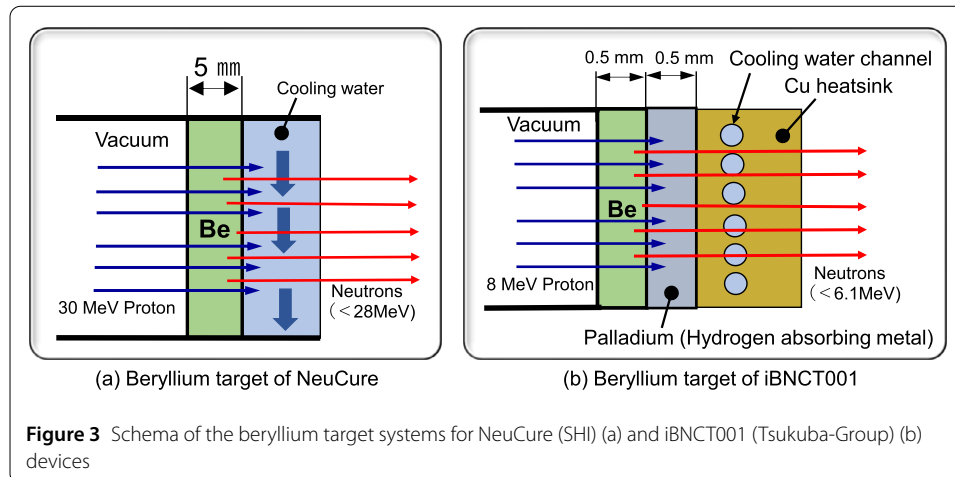 5 mm
Cooling water
Vacuum
Be
30 MeV Proton
Neutrons
(<28MeV)
(a) Beryllium target of NeuCure
0.5 mm
0.5 mm
Cooling water channel
Cu heatsink
Vacuum
Be
8 MeV Proton
Neutrons
(<6.1MeV)
Palladium (Hydrogen absorbing metal)
(b) Beryllium target of iBNCT001
Figure 3 Schema of the beryllium target systems for NeuCure (SHI) (a) and iBNCT001 (Tsukuba-Group) (b)
devices